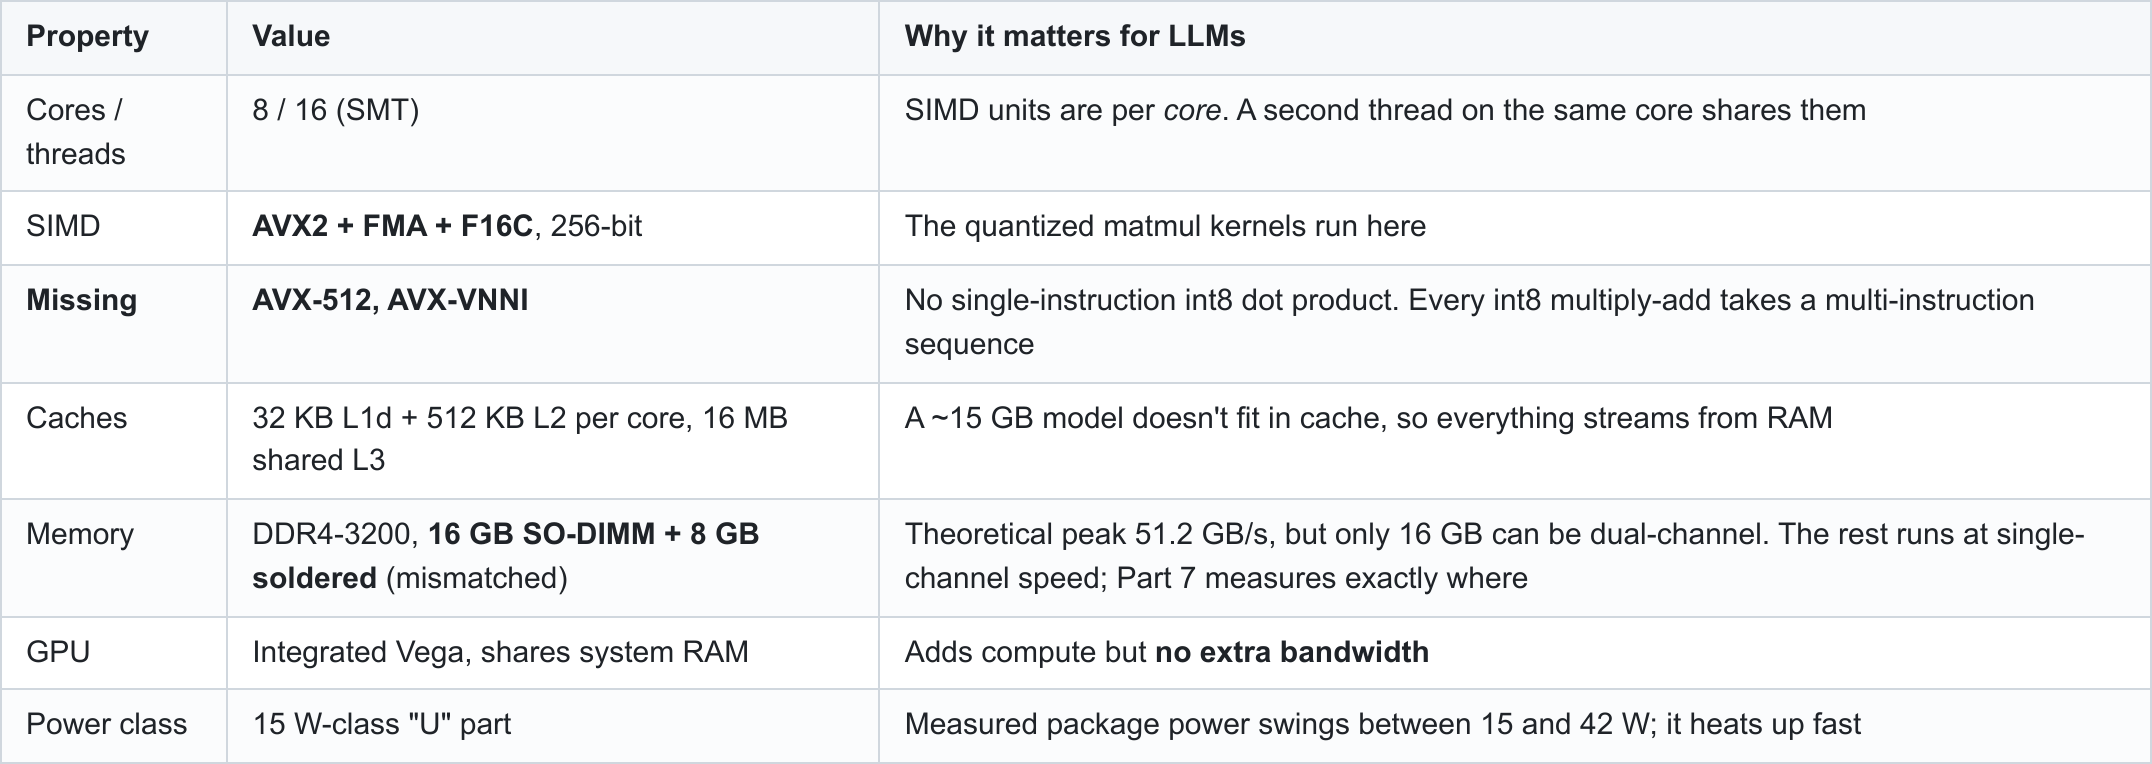 Property Value Why it matters for LLMs
Cores / 8 / 16 (SMT) SIMD units are per core. A second thread on the same core shares them
threads
SIMD AVX2 + FMA + F16C, 256-bit The quantized matmul kernels run here
Missing AVX-512, AVX-VNNI No single-instruction int8 dot product. Every int8 multiply-add takes a multi-instruction
sequence
Caches 32 KB L1d + 512 KB L2 per core, 16 MB A ~15 GB model doesn't fit in cache, so everything streams from RAM
shared L3
Memory DDR4-3200, 16 GB SO-DIMM + 8 GB Theoretical peak 51.2 GB/s, but only 16 GB can be dual-channel. The rest runs at single-
soldered (mismatched) channel speed; Part 7 measures exactly where
GPU Integrated Vega, shares system RAM Adds compute but no extra bandwidth
Power class 15 W-class "U" part Measured package power swings between 15 and 42 W; it heats up fast